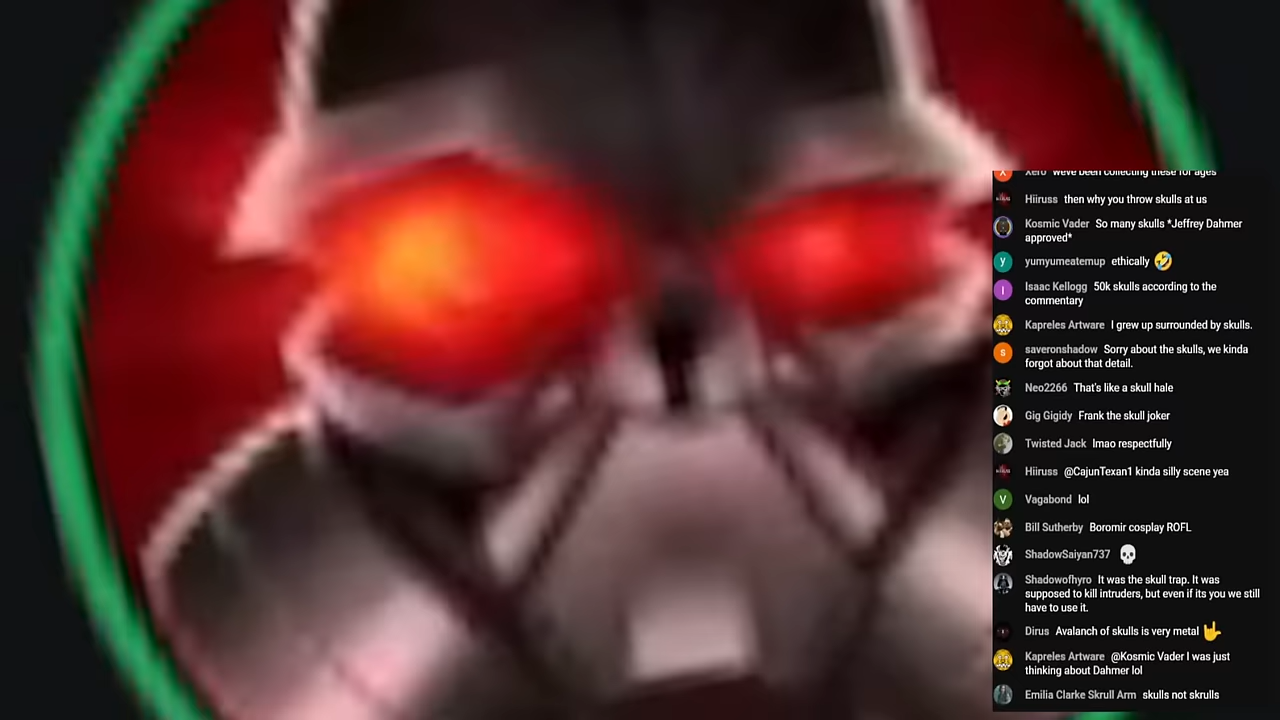 X
Xero weve been collecting these for ages
Hiiruss then why you throw skulls at us
Kosmic Vader So many skulls *Jeffrey Dahmer
approved*
y
yumyumeatemup ethically 🤣
I
Isaac Kellogg 50k skulls according to the
commentary
Kapreles Artware I grew up surrounded by skulls.
s
saveronshadow Sorry about the skulls, we kinda
forgot about that detail.
Neo2266 That's like a skull hale
Gig Gigidy Frank the skull joker
Twisted Jack lmao respectfully
Hiiruss @CajunTexan1 kinda silly scene yea
V
Vagabond lol
Bill Sutherby Boromir cosplay ROFL
ShadowSaiyan737 💀
Shadowofhyro It was the skull trap. It was
supposed to kill intruders, but even if its you we still
have to use it.
Dirus Avalanch of skulls is very metal 🤟
Kapreles Artware @Kosmic Vader I was just
thinking about Dahmer lol
Emilia Clarke Skrull Arm skulls not skrulls